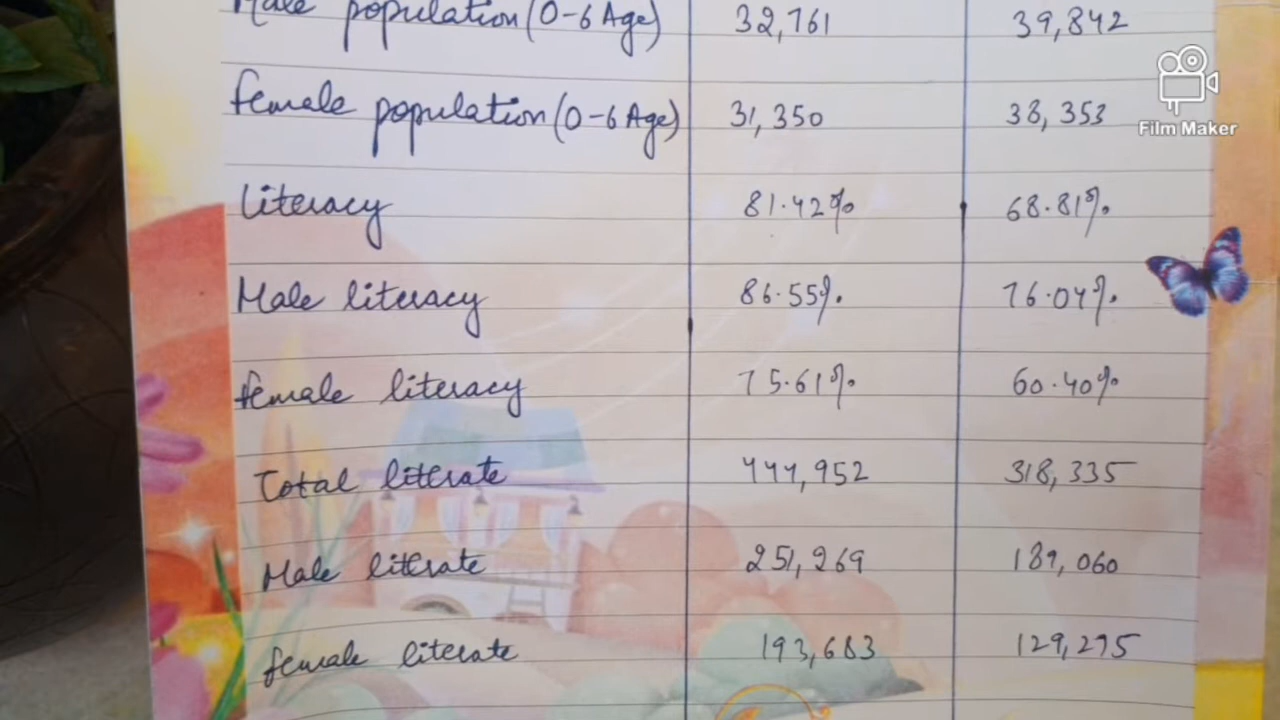 Male population (0-6 Age) 32,761 39,842
Film Maker
female population (0-6 Age) 31,350 38,353
Literacy 81.42% 68.81%
Male literacy 86.55% 76.04%
female literacy 75.61% 60.40%
Total literate 444,952 318,335
Male literate 251,269 189,060
female literate 193,683 129,275